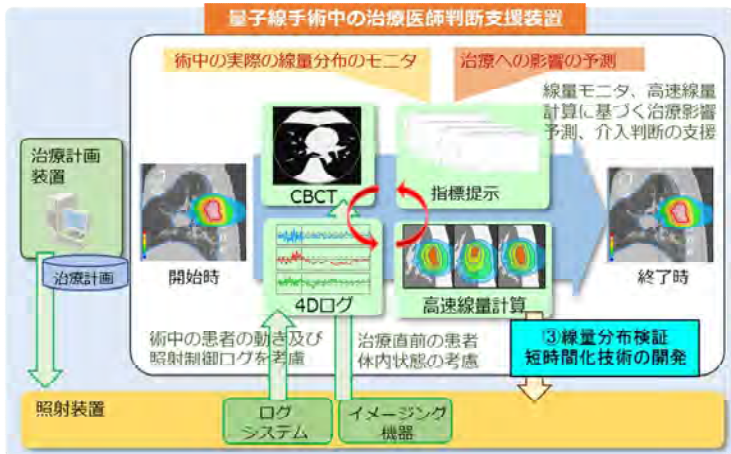 量子線手術中の治療医師判断支援装置
術中の実際の線量分布のモニタ
治療への影響の予測
線量モニタ、高速線量
計算に基づく治療影響
予測、介入判断の支援
治療計画
装置
CBCT
指標提示
治療計画
開始時
4Dログ
高速線量計算
終了時
術中の患者の動き及び
照射制御ログを考慮
治療直前の患者
体内状態の考慮
③線量分布検証
短時間化技術の開発
照射装置
ログ
システム
イメージング
機器